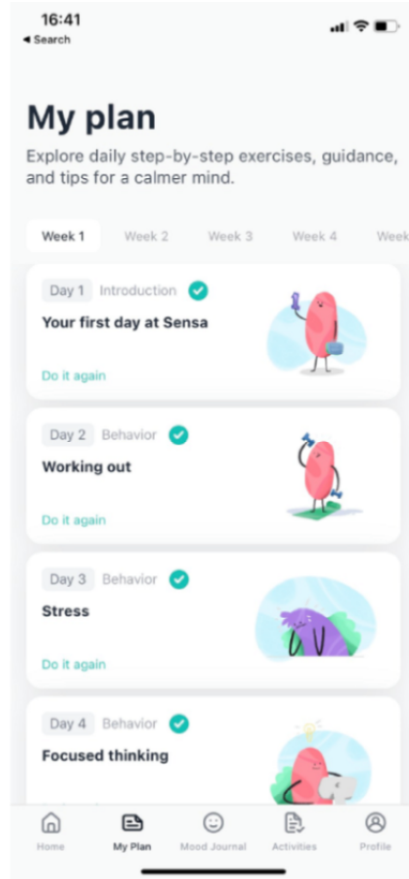 16:41
◀ Search
My plan
Explore daily step-by-step exercises, guidance,
and tips for a calmer mind.
Week 1 Week 2 Week 3 Week 4 Week
Day 1 Introduction
Your first day at Sensa
Do it again
Day 2 Behavior
Working out
Do it again
Day 3 Behavior
Stress
Do it again
Day 4 Behavior
Focused thinking
Home My Plan Mood Journal Activities Profile